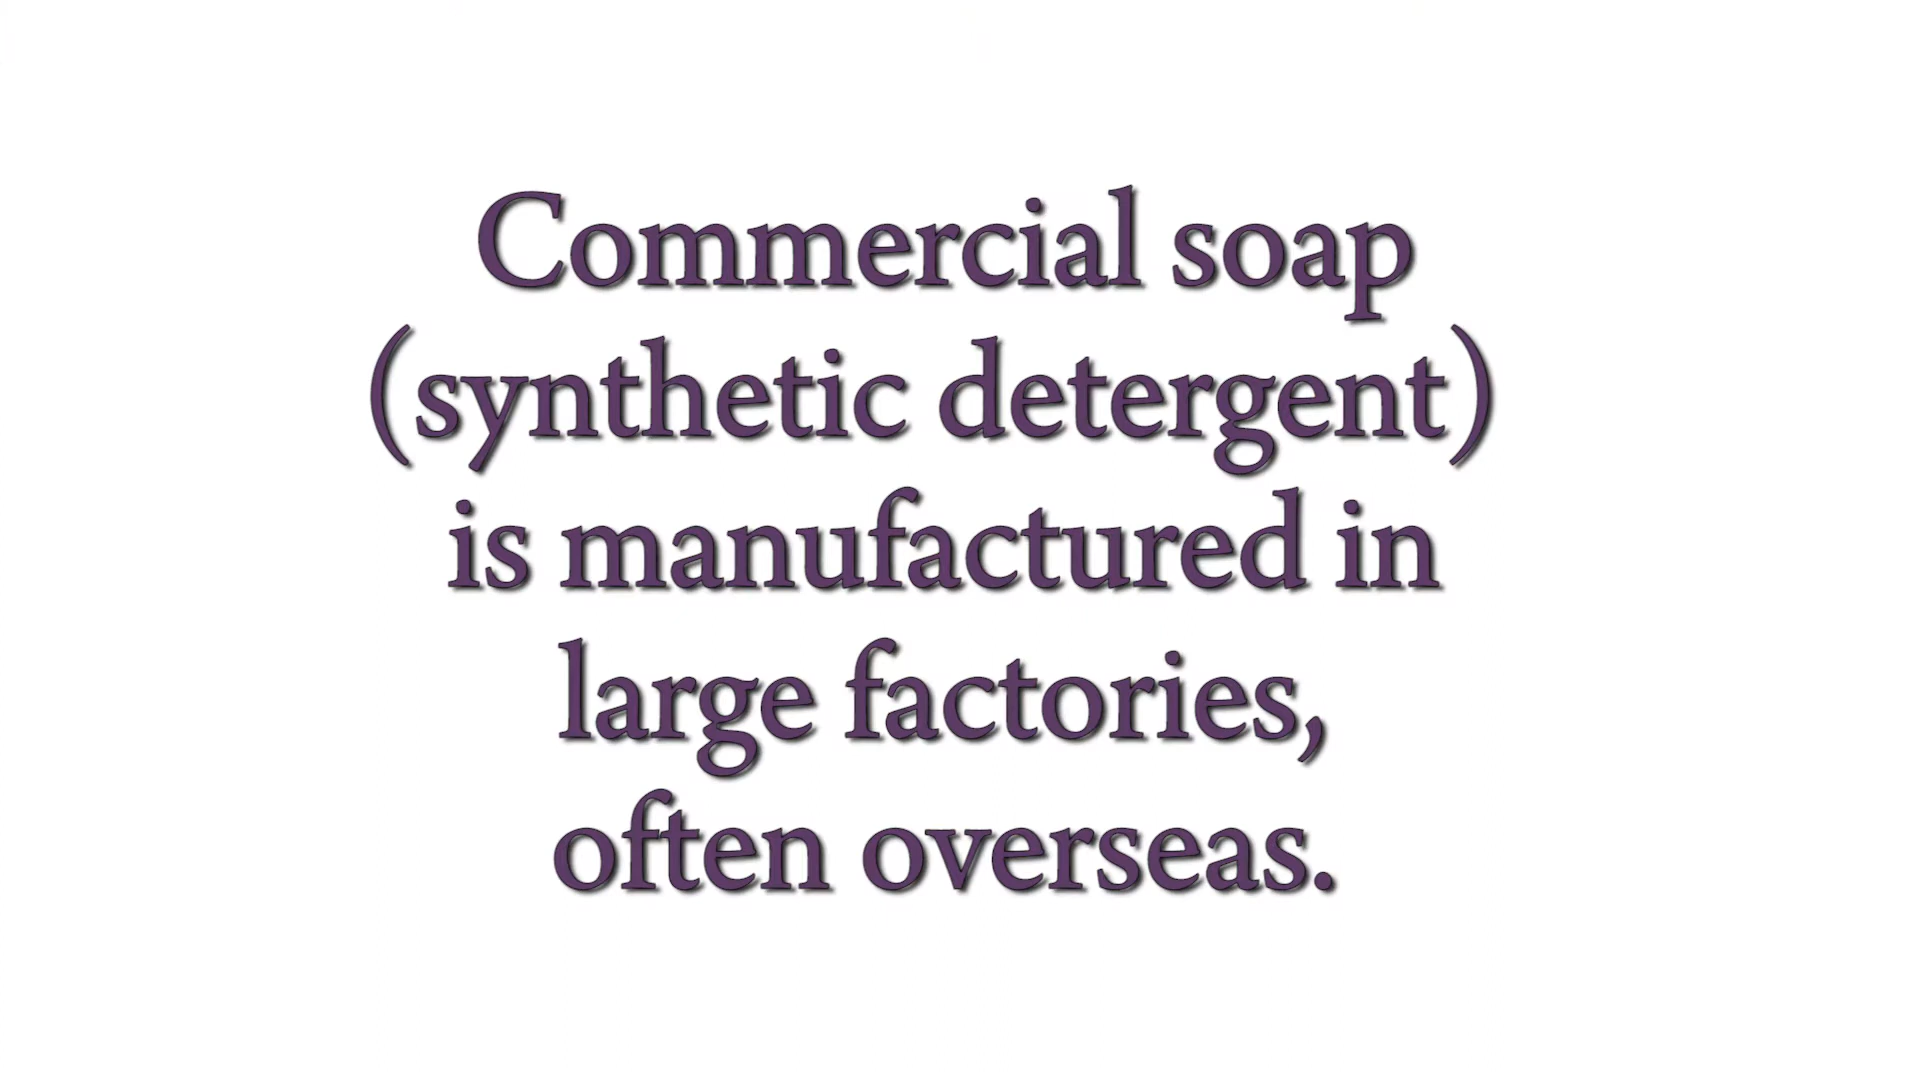 Commercial soap
(synthetic detergent)
is manufactured in
large factories,
often overseas.